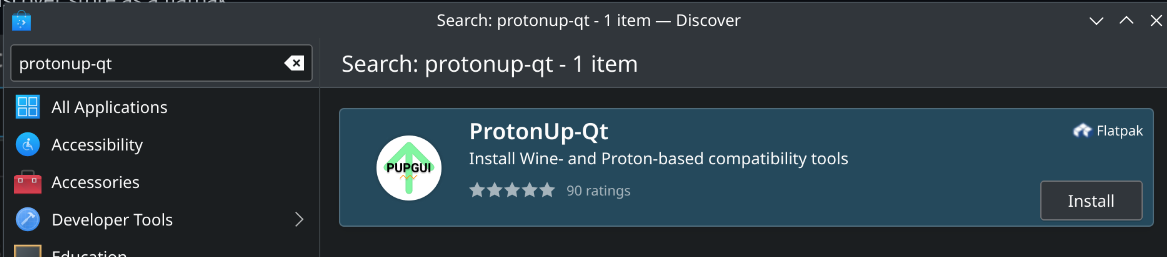 Search: protonup-qt - 1 item — Discover
protonup-qt
Search: protonup-qt - 1 item
All Applications
Accessibility
Accessories
Developer Tools
Education
ProtonUp-Qt
Flatpak
Install Wine- and Proton-based compatibility tools
90 ratings
Install
PUPGUI